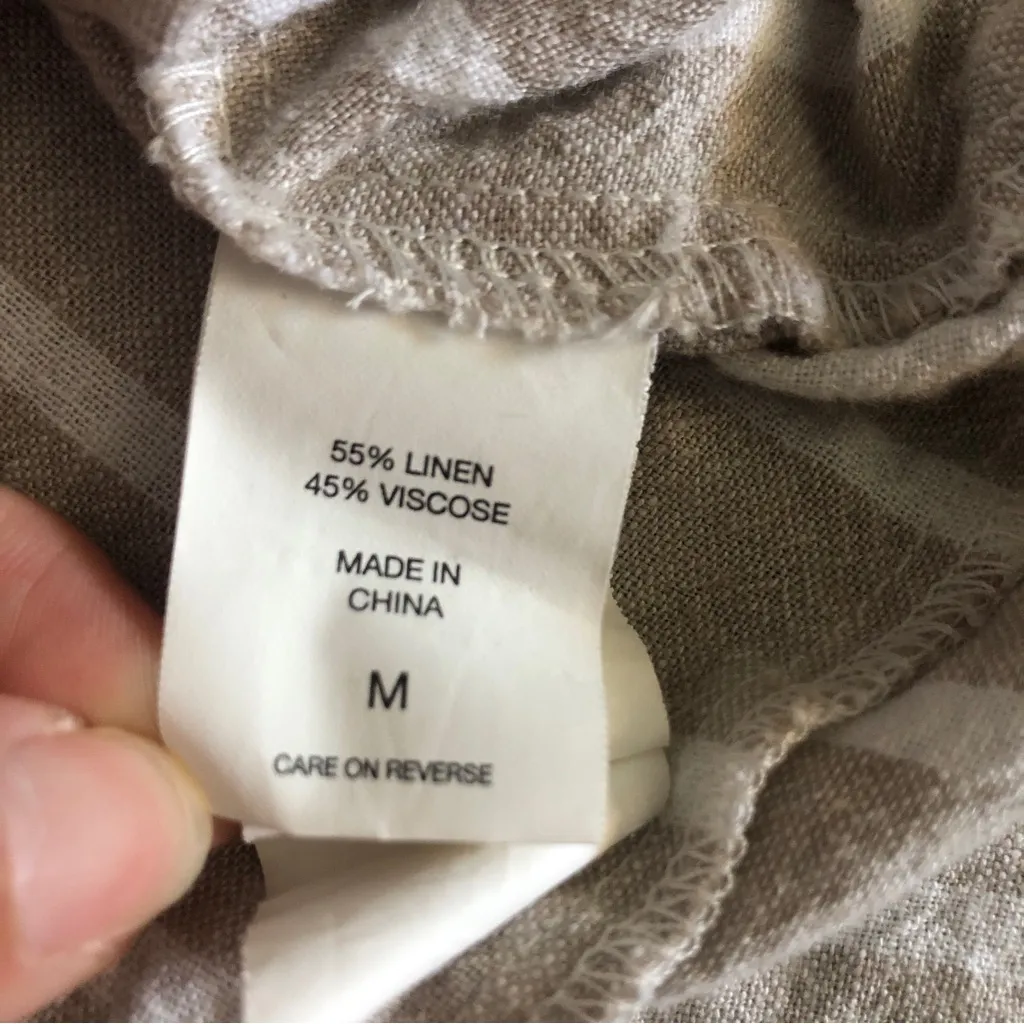 55% LINEN
45% VISCOSE
MADE IN
CHINA
M
CARE ON REVERSE